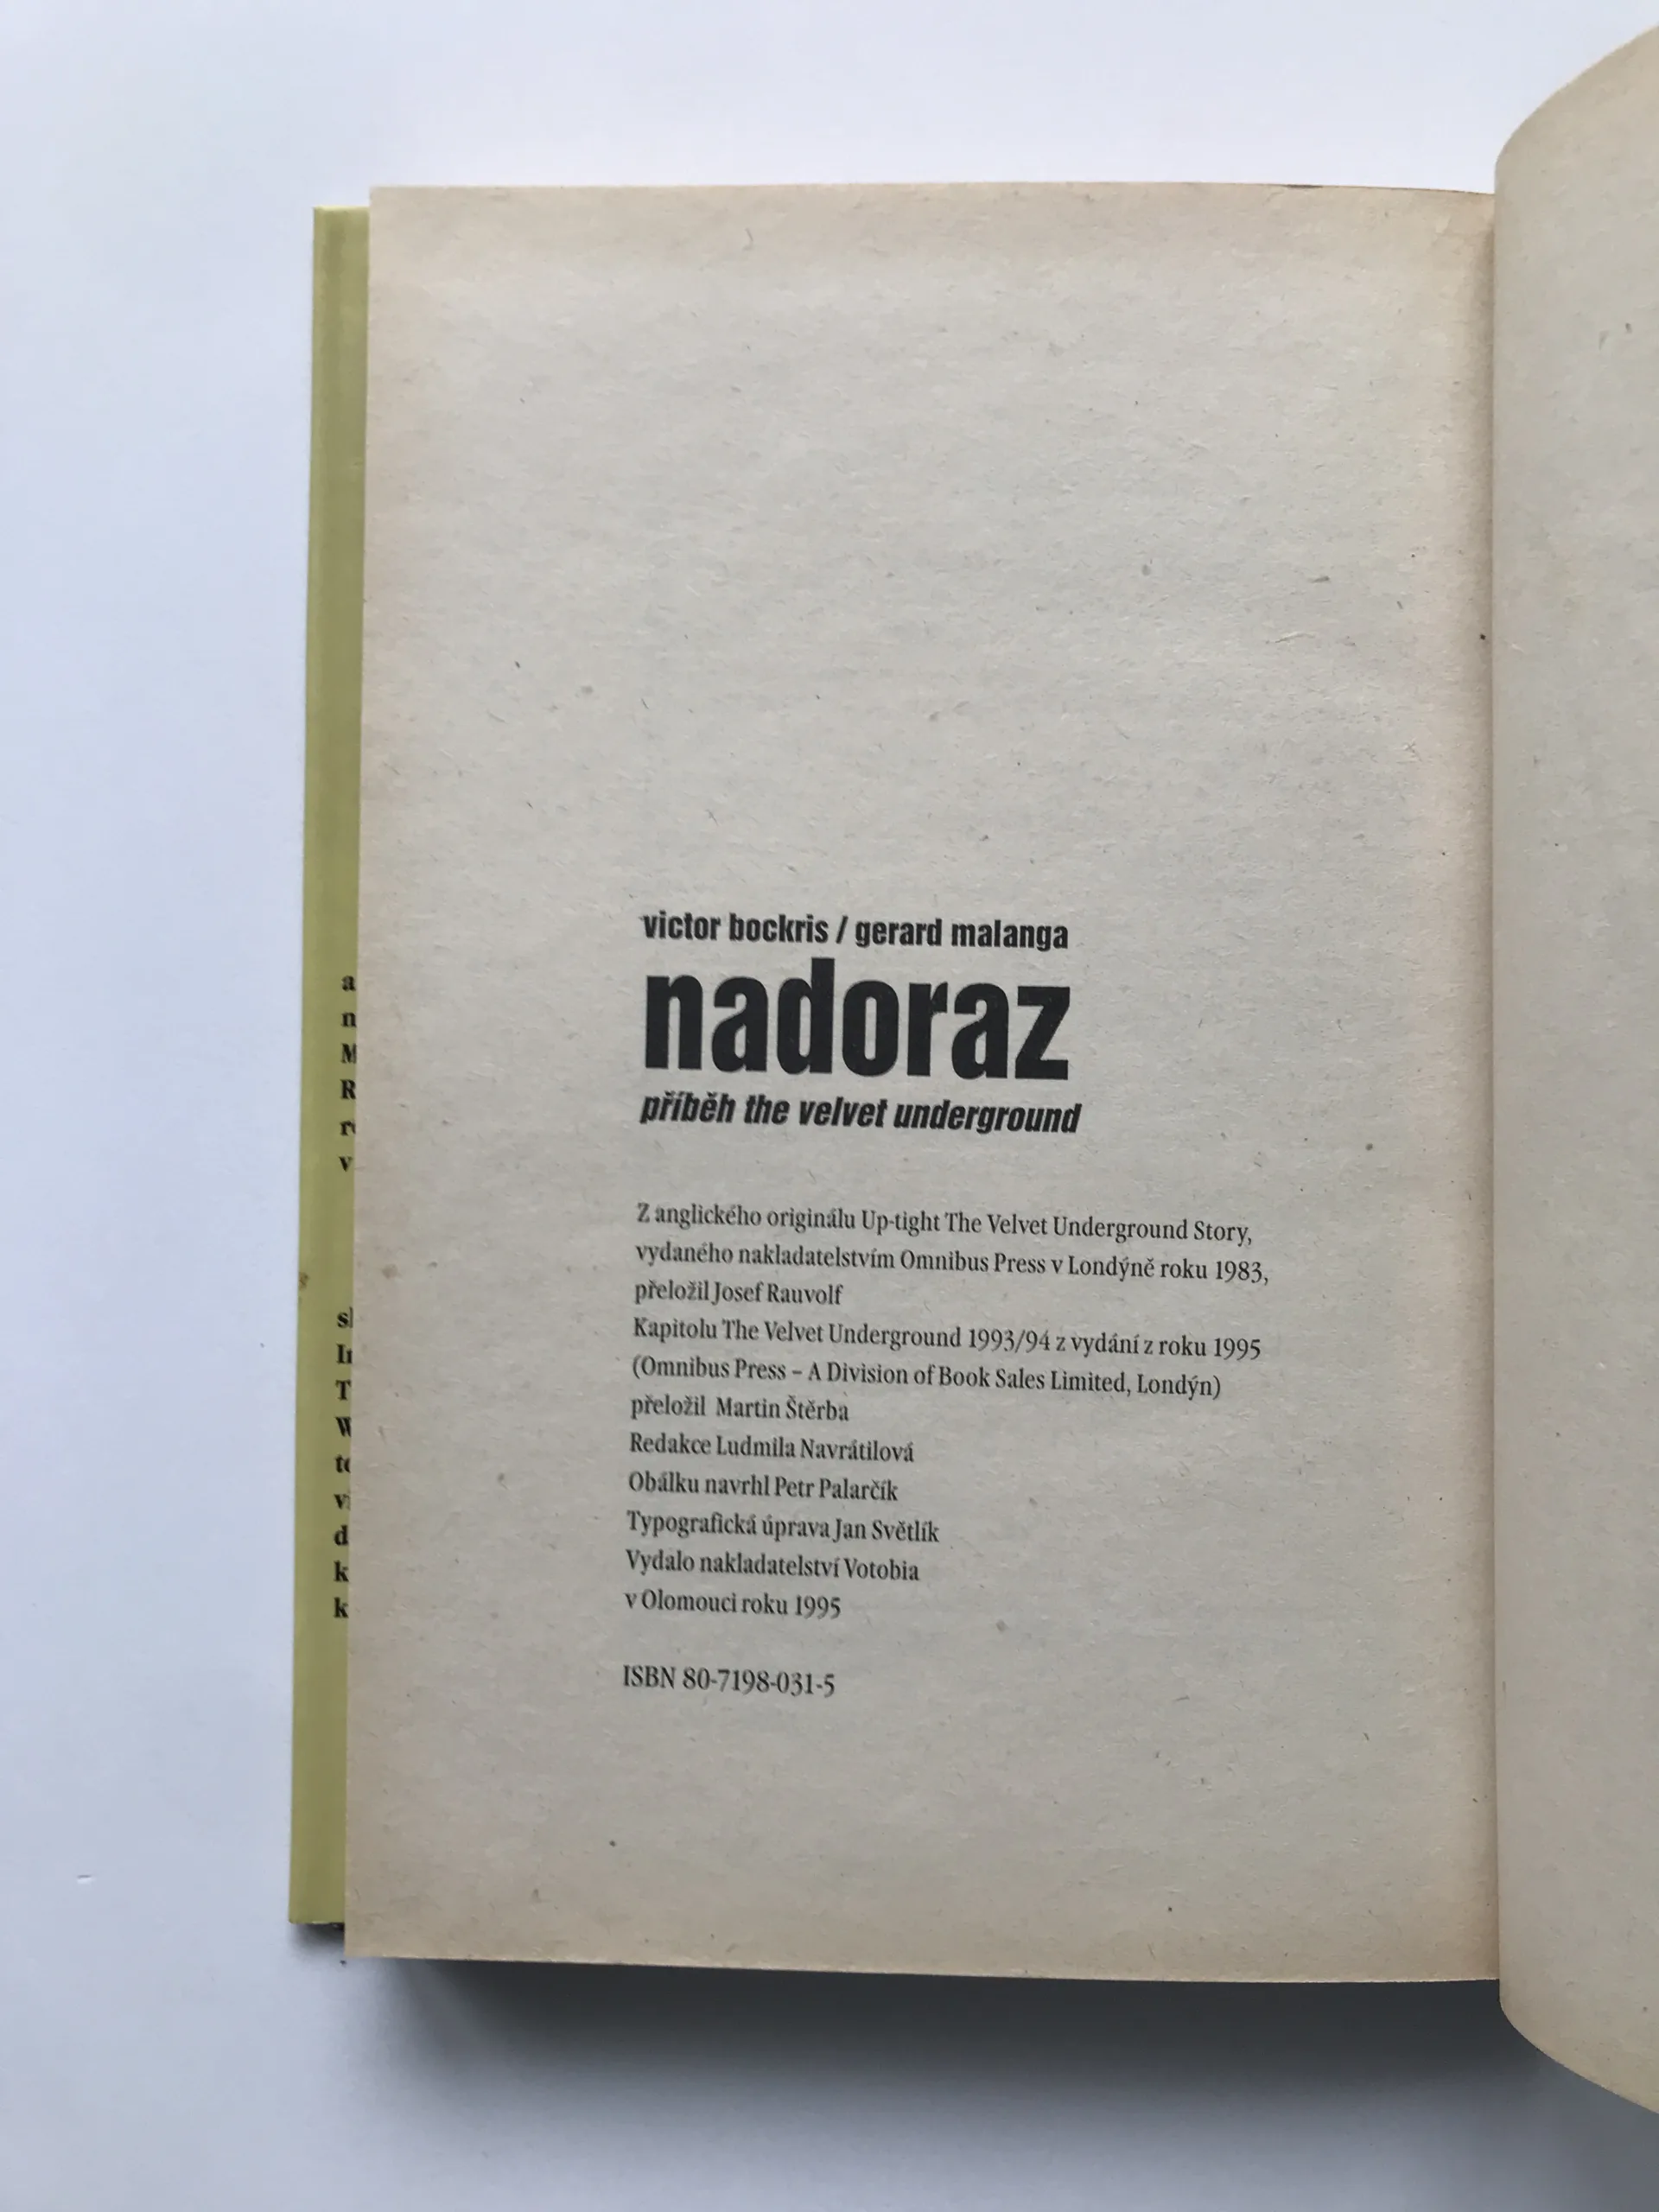 victor bockris / gerard malanga
nadoraz
příběh the velvet underground
Z anglického originálu Up-tight The Velvet Underground Story,
vydaného nakladatelstvím Omnibus Press v Londýně roku 1983,
přeložil Josef Rauvolf
Kapitolu The Velvet Underground 1993/94 z vydání z roku 1995
(Omnibus Press – A Division of Book Sales Limited, Londýn)
přeložil Martin Štěrba
Redakce Ludmila Navrátilová
Obálku navrhl Petr Palarčík
Typografická úprava Jan Světlík
Vydalo nakladatelství Votobia
v Olomouci roku 1995
ISBN 80-7198-031-5